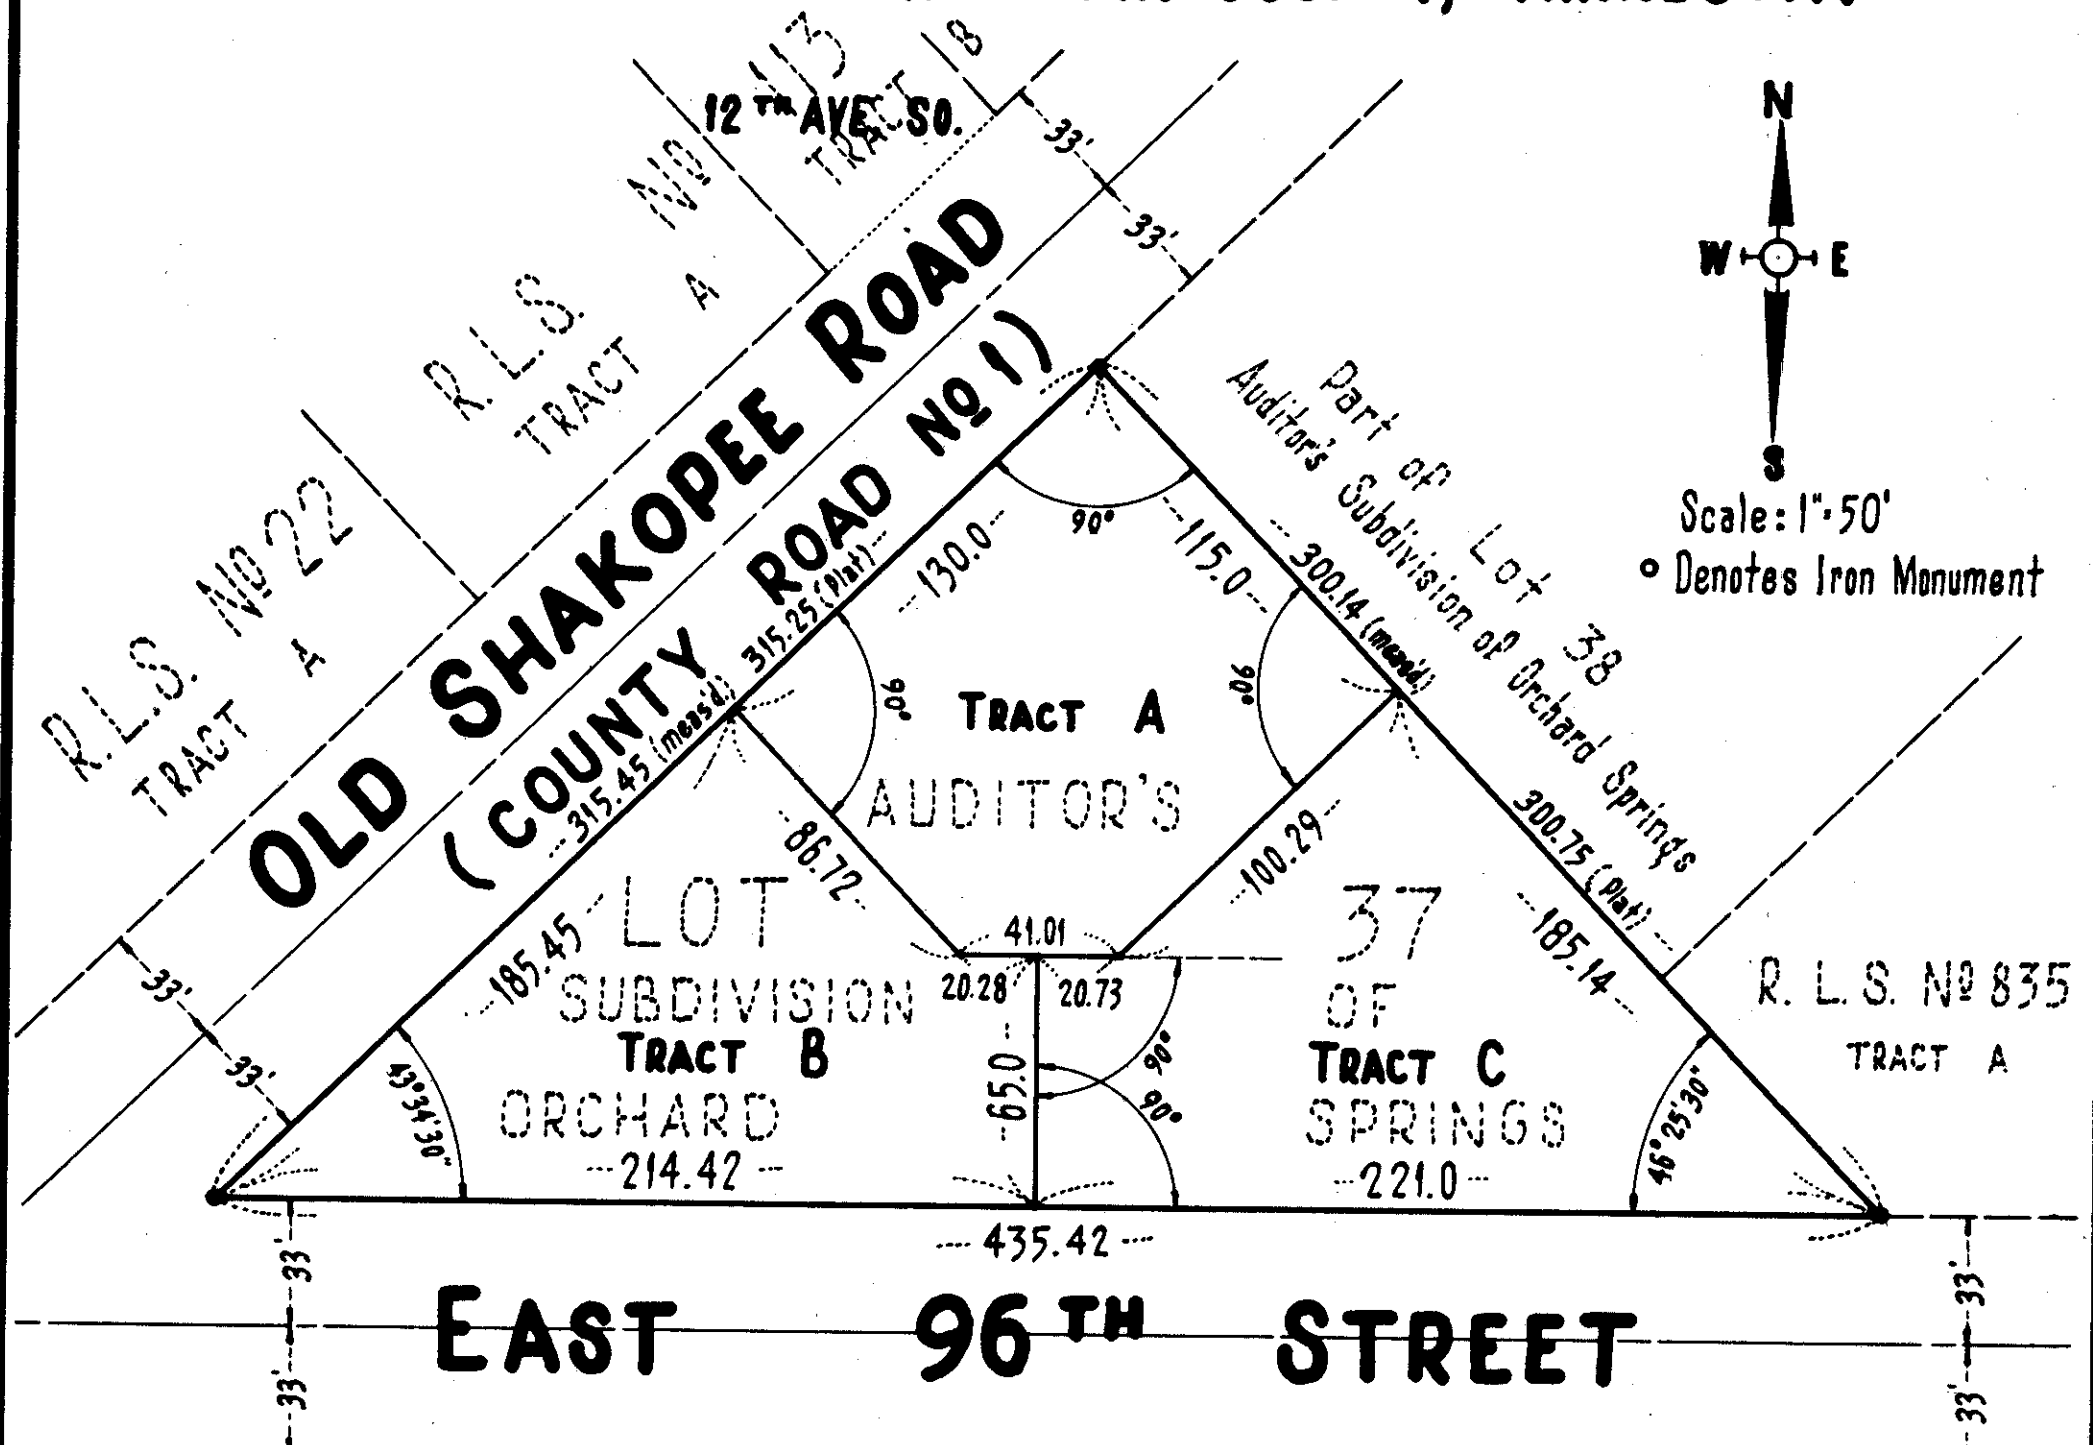 R.L.S. Nº 113
TRACT B
12TH AVE. SO.
TRACT A
33'
33'
N
W E
S
Scale: 1"=50'
Denotes Iron Monument
R.L.S. Nº 22
TRACT A
OLD SHAKOPEE ROAD
(COUNTY ROAD Nº 1)
315.45 (meas'd.) 315.25 (Plat)
Part of Lot 38
Auditor's Subdivision of Orchard Springs
300.14 (meas'd)
300.75 (Plat)
90°
130.0
115.0
90°
90°
TRACT A
AUDITOR'S
86.72
100.29
41.01
20.28
20.73
185.45
185.14
LOT 37
SUBDIVISION OF
TRACT B
TRACT C
ORCHARD SPRINGS
65.0
90°
90°
43°34'30"
46°25'30"
214.42
221.0
435.42
R. L. S. Nº 835
TRACT A
33'
33'
33'
33'
33'
33'
EAST 96TH STREET